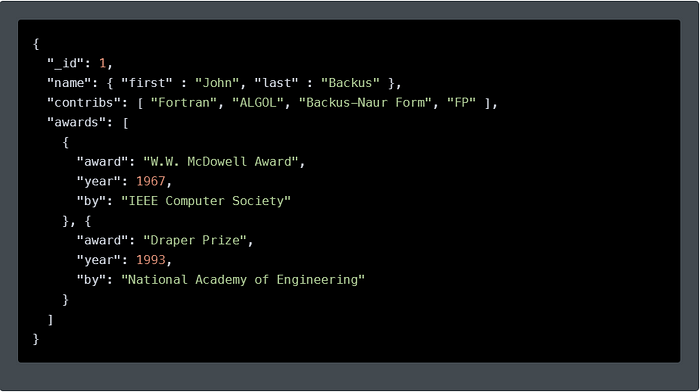 {
  "_id": 1,
  "name": { "first" : "John", "last" : "Backus" },
  "contribs": [ "Fortran", "ALGOL", "Backus-Naur Form", "FP" ],
  "awards": [
    {
      "award": "W.W. McDowell Award",
      "year": 1967,
      "by": "IEEE Computer Society"
    }, {
      "award": "Draper Prize",
      "year": 1993,
      "by": "National Academy of Engineering"
    }
  ]
}